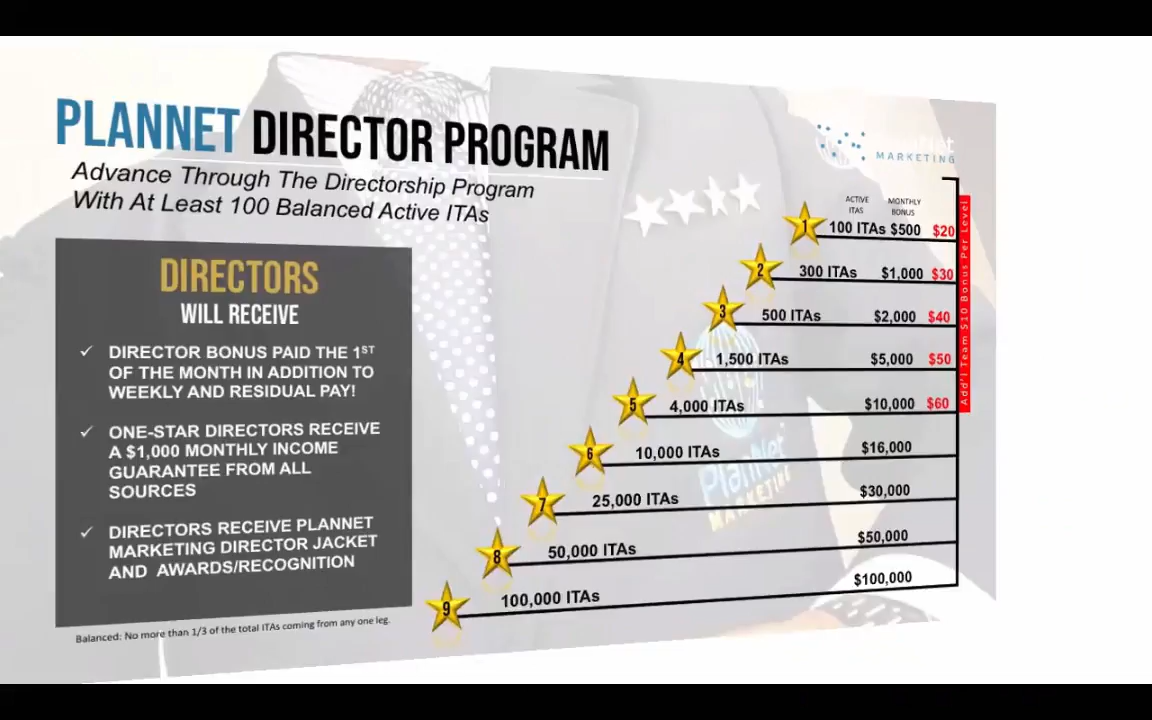 PLANNET DIRECTOR PROGRAM
Advance Through The Directorship Program
With At Least 100 Balanced Active ITAs
DIRECTORS
WILL RECEIVE
✓ DIRECTOR BONUS PAID THE 1ST
OF THE MONTH IN ADDITION TO
WEEKLY AND RESIDUAL PAY!
✓ ONE-STAR DIRECTORS RECEIVE
A $1,000 MONTHLY INCOME
GUARANTEE FROM ALL
SOURCES
✓ DIRECTORS RECEIVE PLANNET
MARKETING DIRECTOR JACKET
AND AWARDS/RECOGNITION
Balanced: No more than 1/3 of the total ITAs coming from any one leg.
PlanNet
MARKETING
ACTIVE ITAS MONTHLY BONUS
1 100 ITAs $500 $20
2 300 ITAs $1,000 $30
3 500 ITAs $2,000 $40
4 1,500 ITAs $5,000 $50
5 4,000 ITAs $10,000 $60
6 10,000 ITAs $16,000
7 25,000 ITAs $30,000
8 50,000 ITAs $50,000
9 100,000 ITAs $100,000
Add'l Team $10 Bonus Per Level
PlanNet
MARKETING